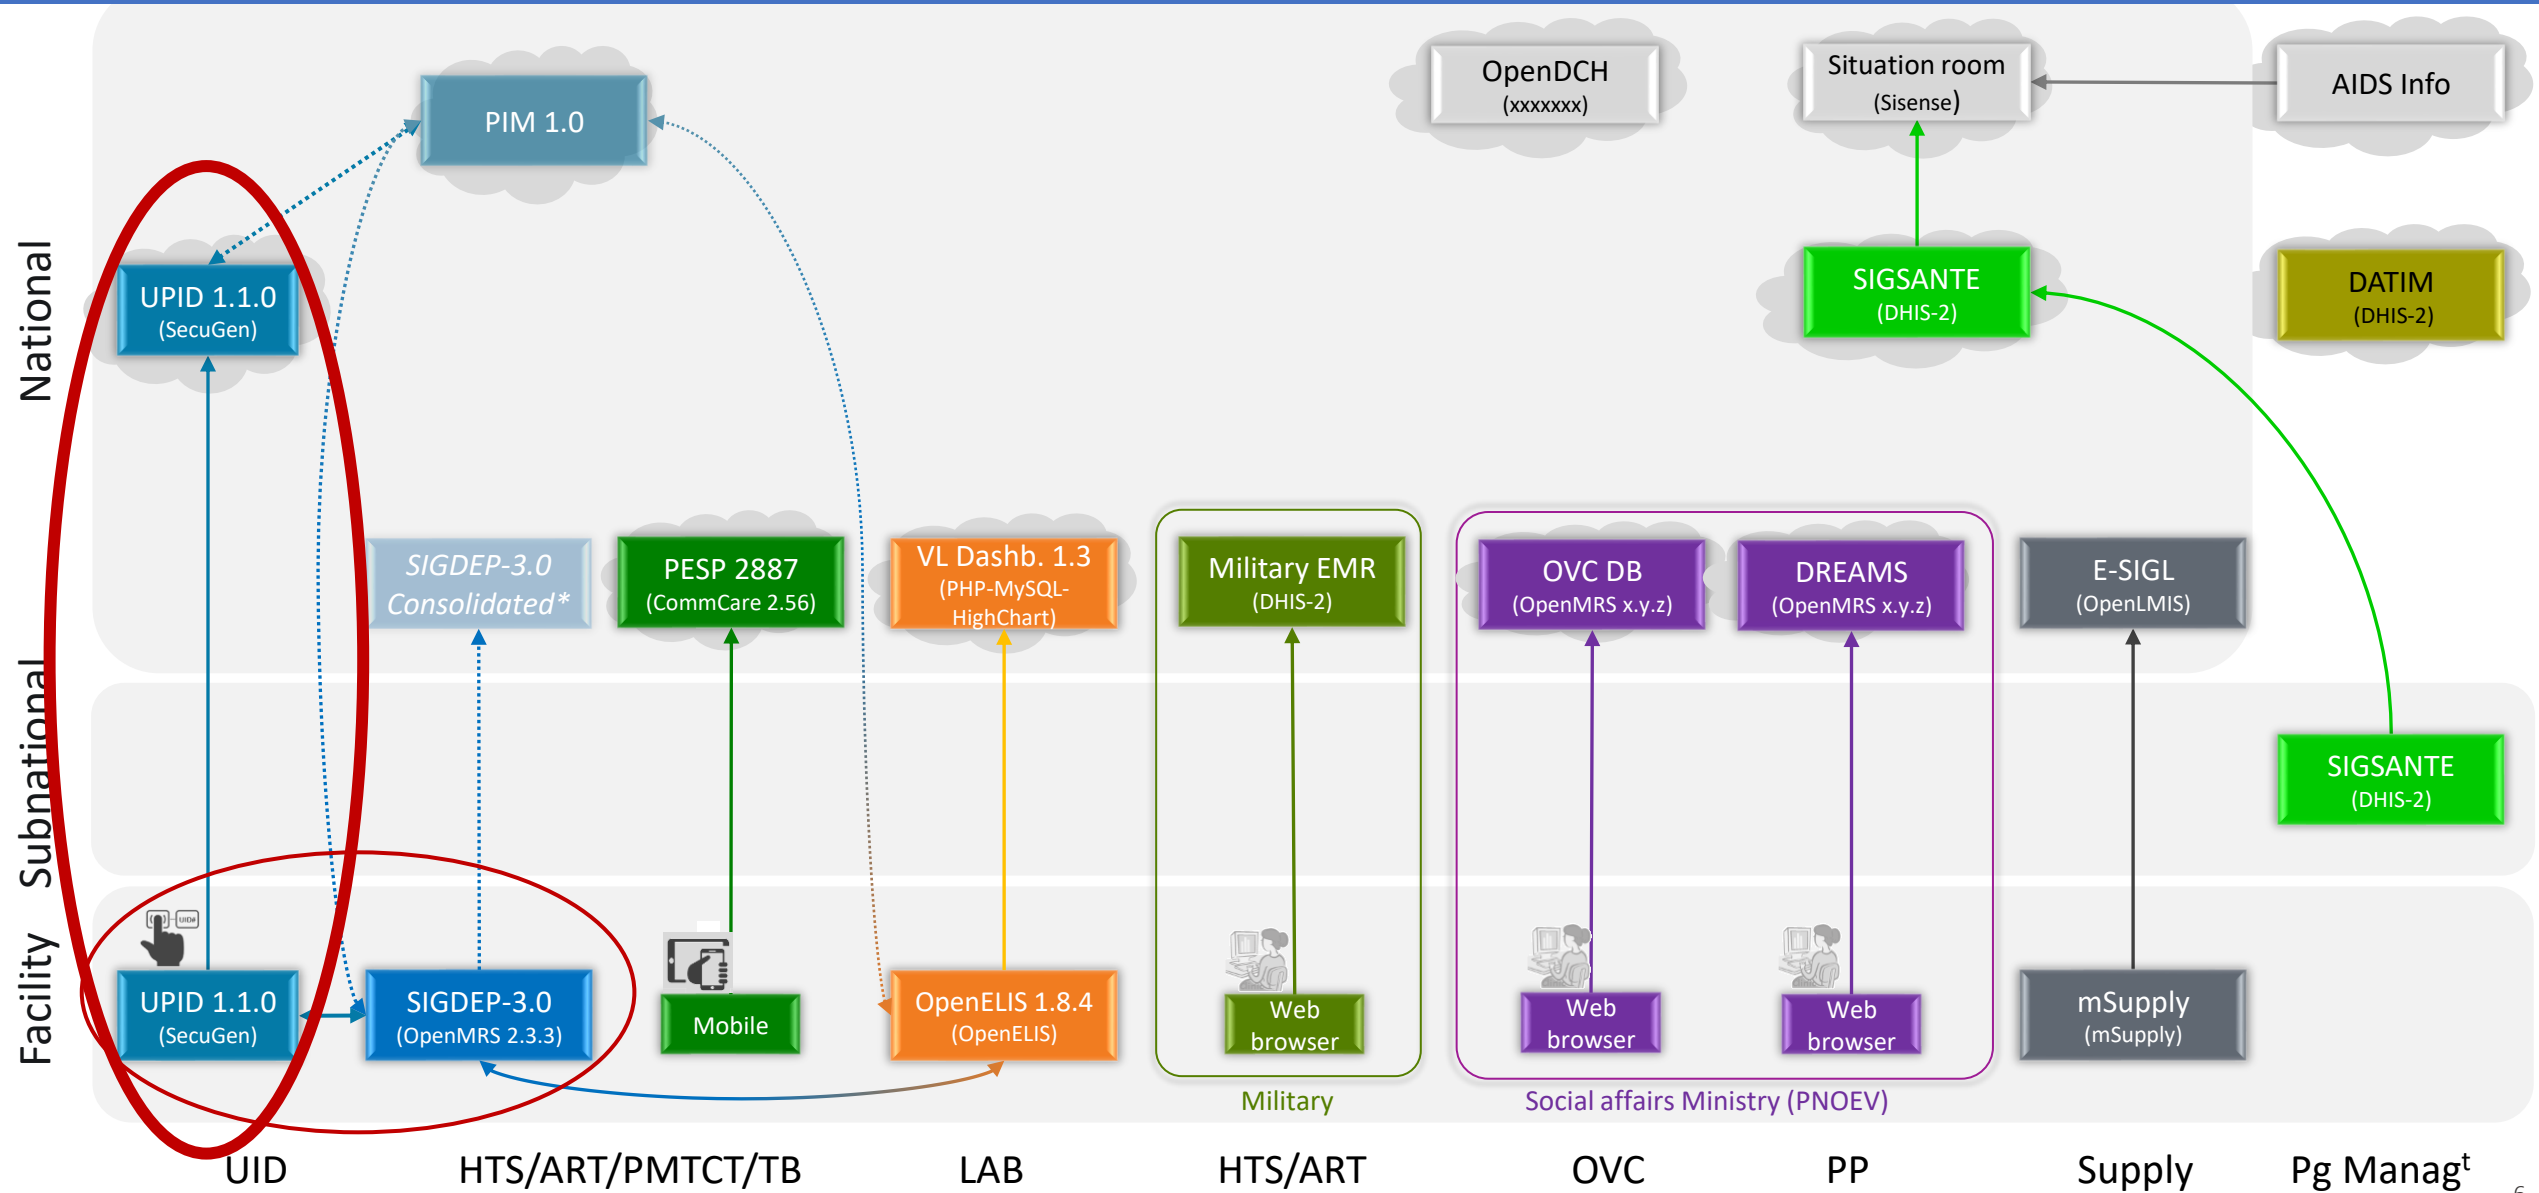 OpenDCH
(xxxxxxx)
Situation room
(Sisense)
AIDS Info
PIM 1.0
National
UPID 1.1.0
(SecuGen)
SIGSANTE
(DHIS-2)
DATIM
(DHIS-2)
SIGDEP-3.0
Consolidated*
PESP 2887
(CommCare 2.56)
VL Dashb. 1.3
(PHP-MySQL-
HighChart)
Military EMR
(DHIS-2)
OVC DB
(OpenMRS x.y.z)
DREAMS
(OpenMRS x.y.z)
E-SIGL
(OpenLMIS)
Subnational
SIGSANTE
(DHIS-2)
Facility
UID#
UPID 1.1.0
(SecuGen)
SIGDEP-3.0
(OpenMRS 2.3.3)
Mobile
OpenELIS 1.8.4
(OpenELIS)
Web
browser
Web
browser
Web
browser
mSupply
(mSupply)
Military
Social affairs Ministry (PNOEV)
UID
HTS/ART/PMTCT/TB
LAB
HTS/ART
OVC
PP
Supply
Pg Managᵗ
6